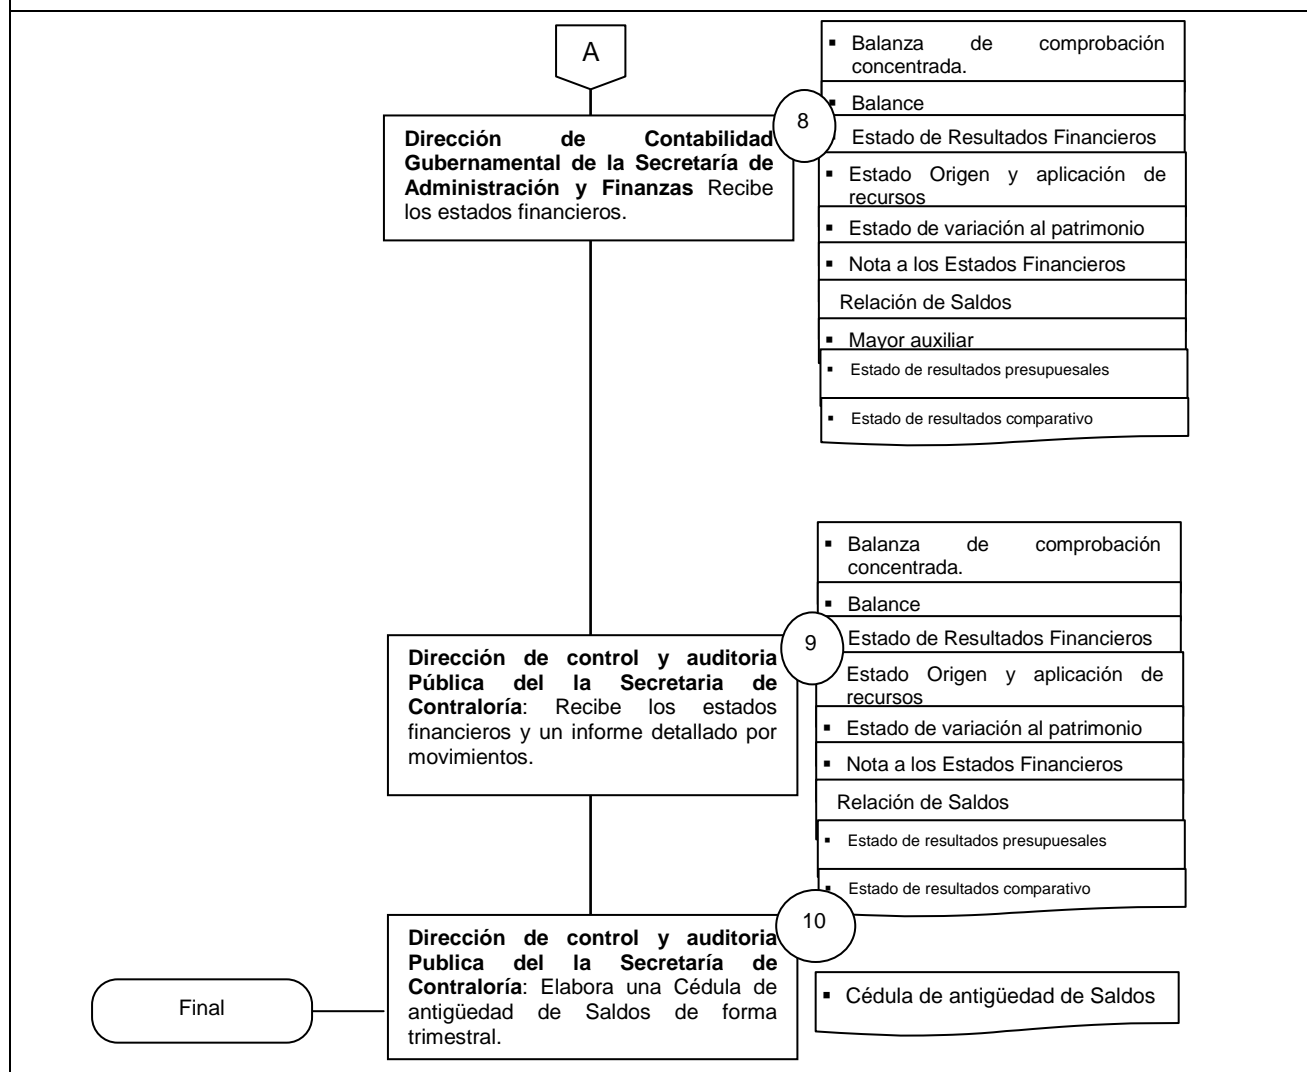 A
8
Dirección de Contabilidad
Gubernamental de la Secretaría de
Administración y Finanzas Recibe
los estados financieros.
▪ Balanza de comprobación
concentrada.
▪ Balance
Estado de Resultados Financieros
▪ Estado Origen y aplicación de
recursos
▪ Estado de variación al patrimonio
▪ Nota a los Estados Financieros
Relación de Saldos
▪ Mayor auxiliar
▪ Estado de resultados presupuesales
▪ Estado de resultados comparativo
9
Dirección de control y auditoria
Pública del la Secretaria de
Contraloría: Recibe los estados
financieros y un informe detallado por
movimientos.
▪ Balanza de comprobación
concentrada.
▪ Balance
Estado de Resultados Financieros
Estado Origen y aplicación de
recursos
▪ Estado de variación al patrimonio
▪ Nota a los Estados Financieros
Relación de Saldos
▪ Estado de resultados presupuesales
▪ Estado de resultados comparativo
10
Dirección de control y auditoria
Publica del la Secretaría de
Contraloría: Elabora una Cédula de
antigüedad de Saldos de forma
trimestral.
▪ Cédula de antigüedad de Saldos
Final